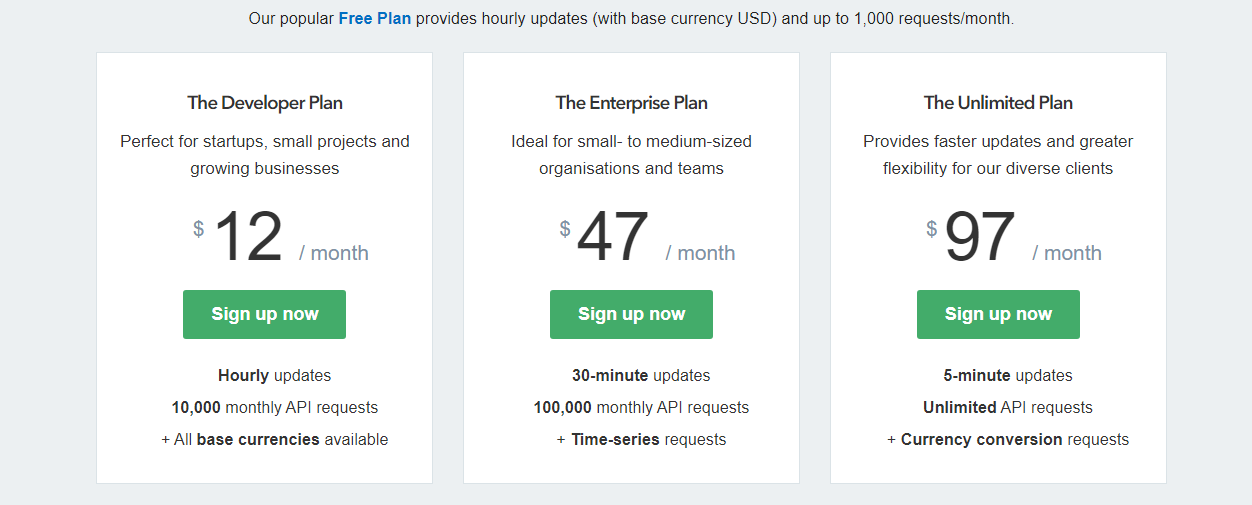 Our popular Free Plan provides hourly updates (with base currency USD) and up to 1,000 requests/month.
The Developer Plan
Perfect for startups, small projects and
growing businesses
$ 12 / month
Sign up now
Hourly updates
10,000 monthly API requests
+ All base currencies available
The Enterprise Plan
Ideal for small- to medium-sized
organisations and teams
$ 47 / month
Sign up now
30-minute updates
100,000 monthly API requests
+ Time-series requests
The Unlimited Plan
Provides faster updates and greater
flexibility for our diverse clients
$ 97 / month
Sign up now
5-minute updates
Unlimited API requests
+ Currency conversion requests